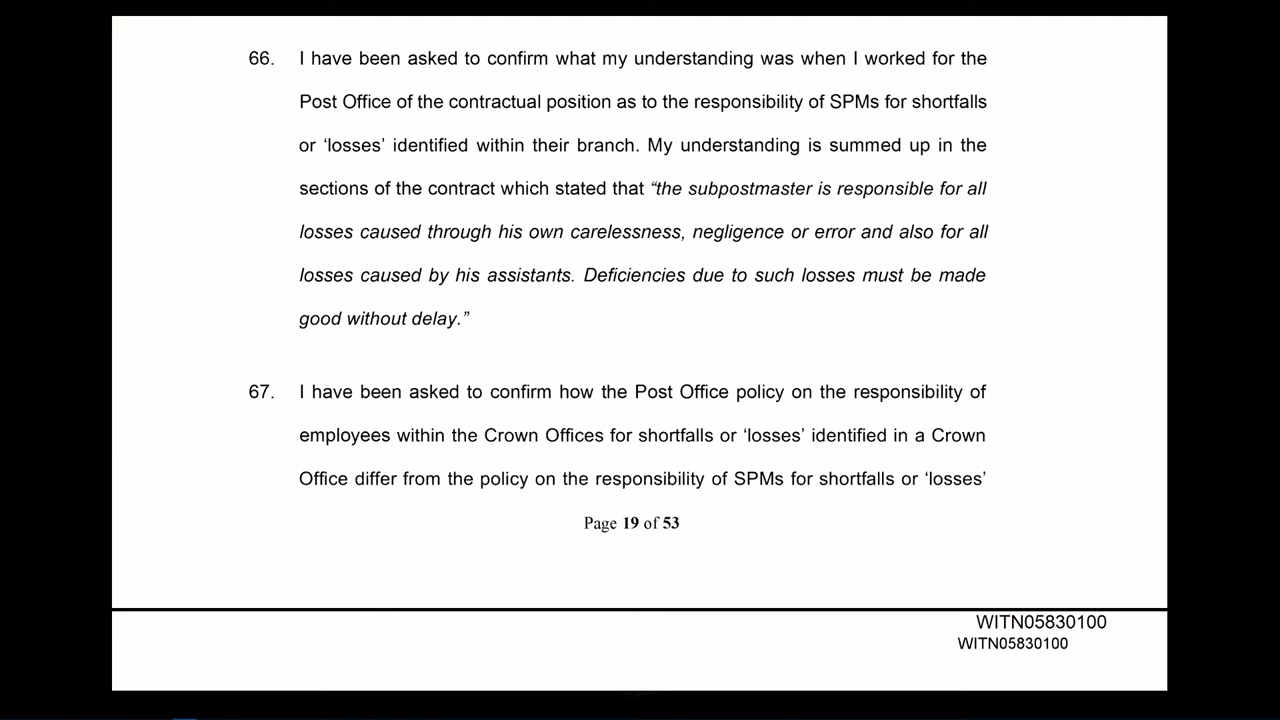 66. I have been asked to confirm what my understanding was when I worked for the
Post Office of the contractual position as to the responsibility of SPMs for shortfalls
or ‘losses’ identified within their branch. My understanding is summed up in the
sections of the contract which stated that “the subpostmaster is responsible for all
losses caused through his own carelessness, negligence or error and also for all
losses caused by his assistants. Deficiencies due to such losses must be made
good without delay.”
67. I have been asked to confirm how the Post Office policy on the responsibility of
employees within the Crown Offices for shortfalls or ‘losses’ identified in a Crown
Office differ from the policy on the responsibility of SPMs for shortfalls or ‘losses’
Page 19 of 53
WITN05830100
WITN05830100